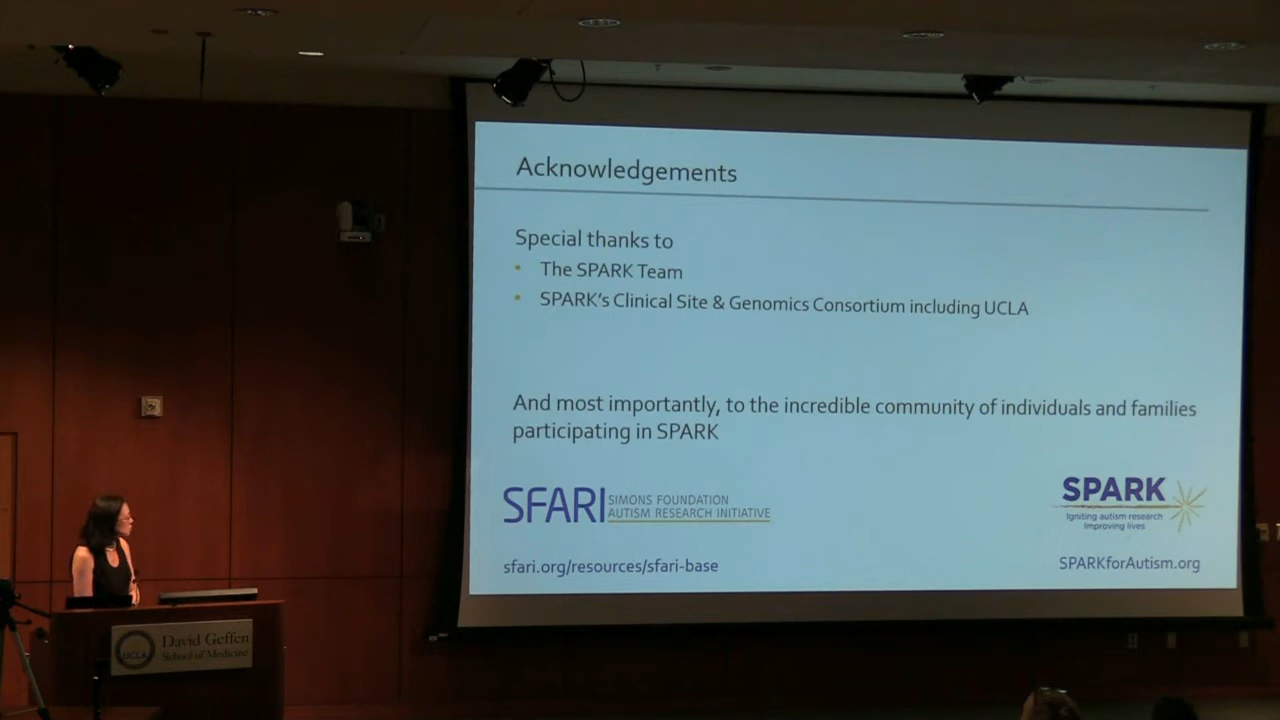 Acknowledgements
Special thanks to
• The SPARK Team
• SPARK's Clinical Site & Genomics Consortium including UCLA
And most importantly, to the incredible community of individuals and families
participating in SPARK
SFARI
SIMONS FOUNDATION
AUTISM RESEARCH INITIATIVE
SPARK
Igniting autism research
Improving lives
sfari.org/resources/sfari-base
SPARKforAutism.org
UCLA
David Geffen
School of Medicine